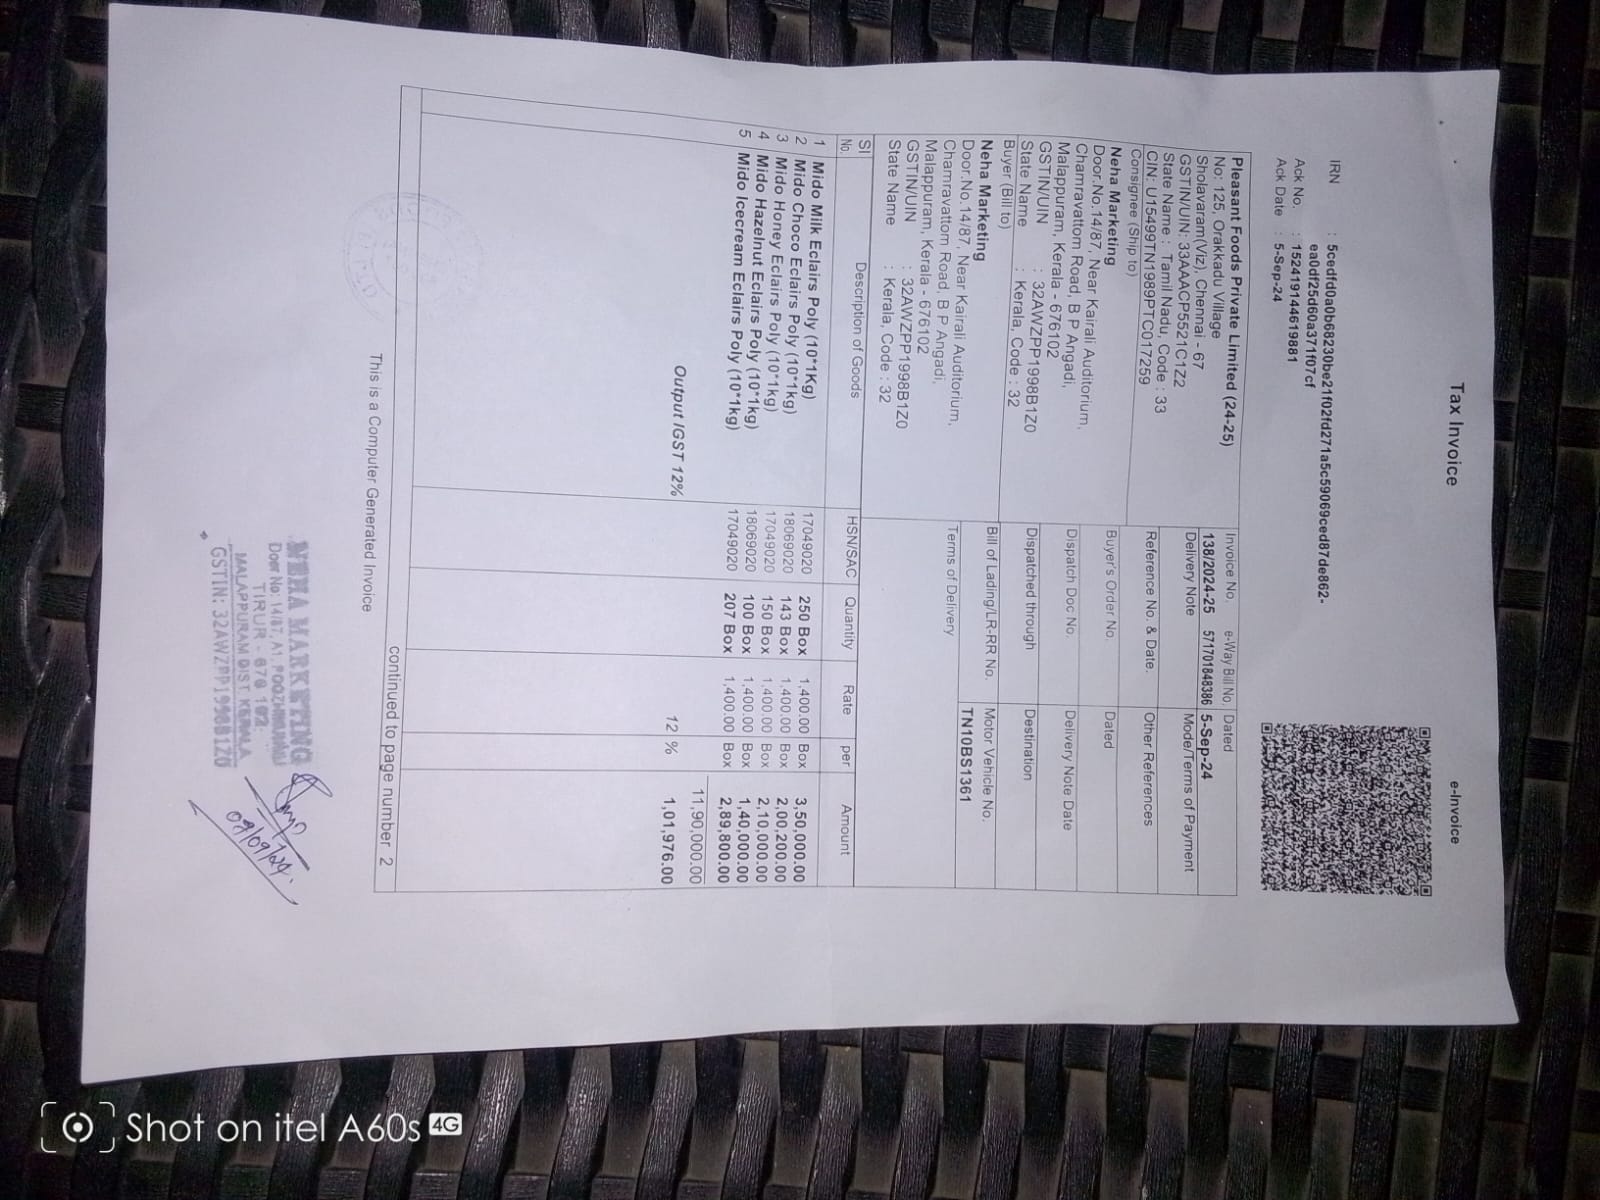 Tax Invoice
e-Invoice
IRN : 5cedfd0a0b68230be21f02fd271a5c59069ced87de862-
ea0df25d60a371f07cf
Ack No. : 152419144619881
Ack Date : 5-Sep-24
Pleasant Foods Private Limited (24-25)
No: 125, Orakkadu Village
Sholavaram(Viz), Chennai - 67
GSTIN/UIN: 33AAACP5521C1Z2
State Name : Tamil Nadu, Code : 33
CIN: U15499TN1989PTC017259
Invoice No. e-Way Bill No. Dated
138/2024-25 571701848386 5-Sep-24
Delivery Note Mode/Terms of Payment
Reference No. & Date. Other References
Consignee (Ship to)
Neha Marketing
Door.No.14/87, Near Kairali Auditorium,
Chamravattom Road, B P Angadi,
Malappuram, Kerala - 676102
GSTIN/UIN : 32AWZPP1998B1Z0
State Name : Kerala, Code : 32
Buyer's Order No. Dated
Dispatch Doc No. Delivery Note Date
Dispatched through Destination
Buyer (Bill to)
Neha Marketing
Door.No.14/87, Near Kairali Auditorium,
Chamravattom Road, B P Angadi,
Malappuram, Kerala - 676102
GSTIN/UIN : 32AWZPP1998B1Z0
State Name : Kerala, Code : 32
Bill of Lading/LR-RR No. Motor Vehicle No.
TN10BS1361
Terms of Delivery
Sl No. Description of Goods HSN/SAC Quantity Rate per Amount
1 Mido Milk Eclairs Poly (10*1Kg) 17049020 250 Box 1,400.00 Box 3,50,000.00
2 Mido Choco Eclairs Poly (10*1kg) 18069020 143 Box 1,400.00 Box 2,00,200.00
3 Mido Honey Eclairs Poly (10*1kg) 17049020 150 Box 1,400.00 Box 2,10,000.00
4 Mido Hazelnut Eclairs Poly (10*1kg) 18069020 100 Box 1,400.00 Box 1,40,000.00
5 Mido Icecream Eclairs Poly (10*1kg) 17049020 207 Box 1,400.00 Box 2,89,800.00
11,90,000.00
Output IGST 12% 12 % 1,01,976.00
continued to page number 2
This is a Computer Generated Invoice
NEHA MARKETING
Door No: 14/87, A1,
TIRUR - 676 102
MALAPPURAM DIST. KERALA
GSTIN: 32AWZPP1998B1Z0
09/09/24.
Shot on itel A60s 4G